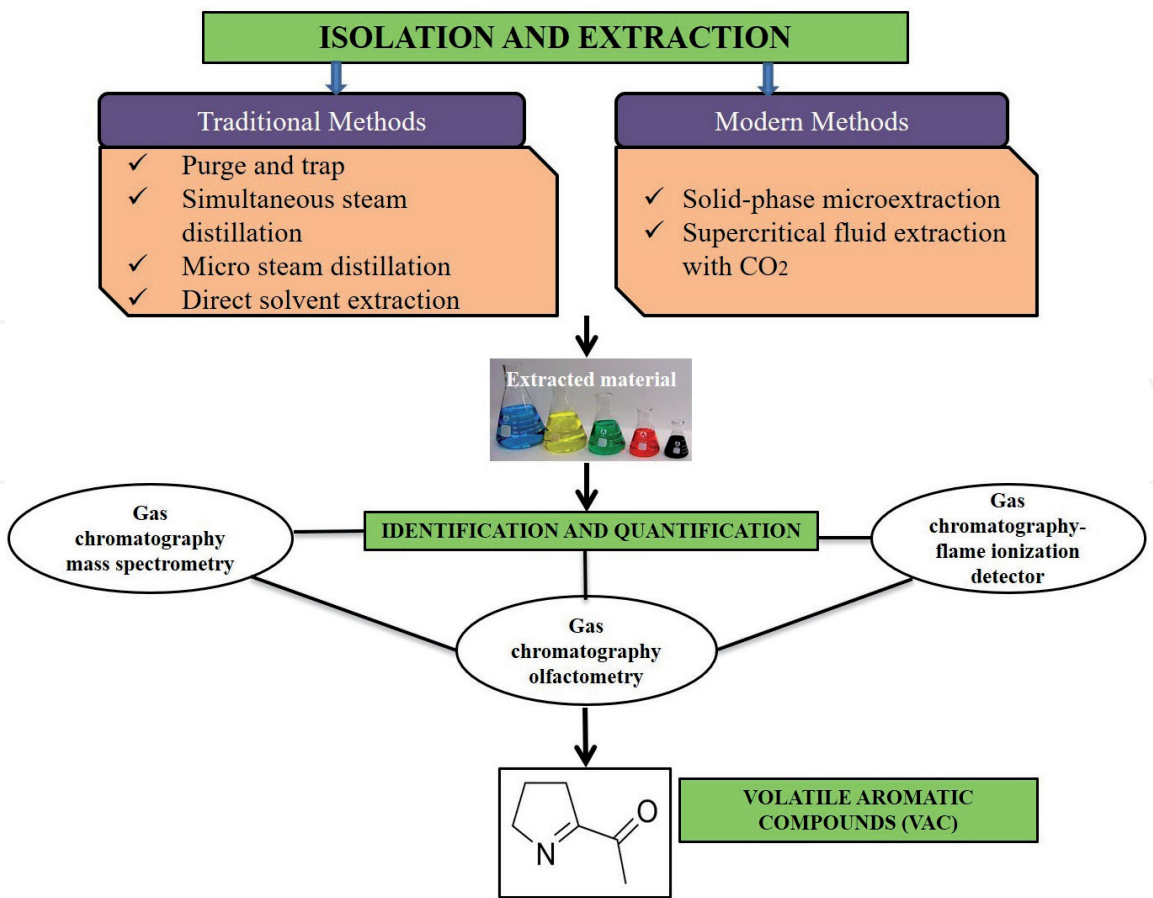 ISOLATION AND EXTRACTION
Traditional Methods
✓ Purge and trap
✓ Simultaneous steam
distillation
✓ Micro steam distillation
✓ Direct solvent extraction
Modern Methods
✓ Solid-phase microextraction
✓ Supercritical fluid extraction
with CO2
Extracted material
Gas
chromatography
mass spectrometry
IDENTIFICATION AND QUANTIFICATION
Gas
chromatography-
flame ionization
detector
Gas
chromatography
olfactometry
N
O
VOLATILE AROMATIC
COMPOUNDS (VAC)